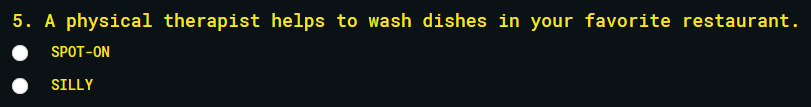 5. A physical therapist helps to wash dishes in your favorite restaurant.
SPOT-ON
SILLY